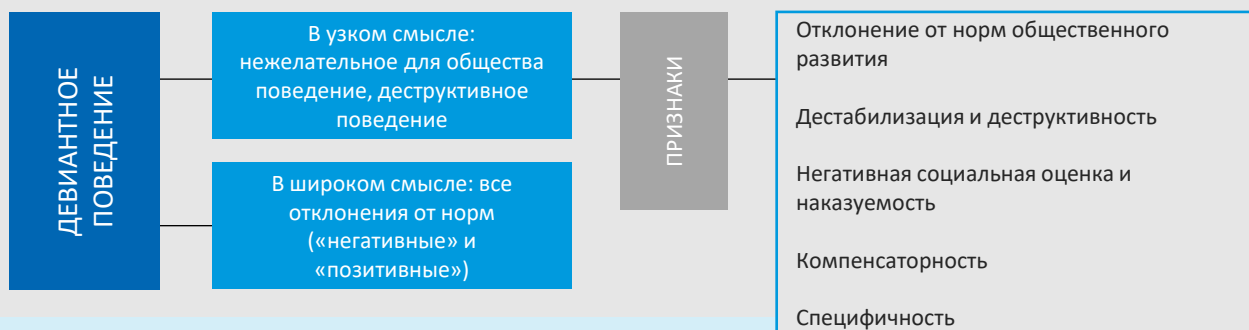 ДЕВИАНТНОЕ
ПОВЕДЕНИЕ
В узком смысле:
нежелательное для общества
поведение, деструктивное
поведение
В широком смысле: все
отклонения от норм
(«негативные» и
«позитивные»)
ПРИЗНАКИ
Отклонение от норм общественного
развития
Дестабилизация и деструктивность
Негативная социальная оценка и
наказуемость
Компенсаторность
Специфичность